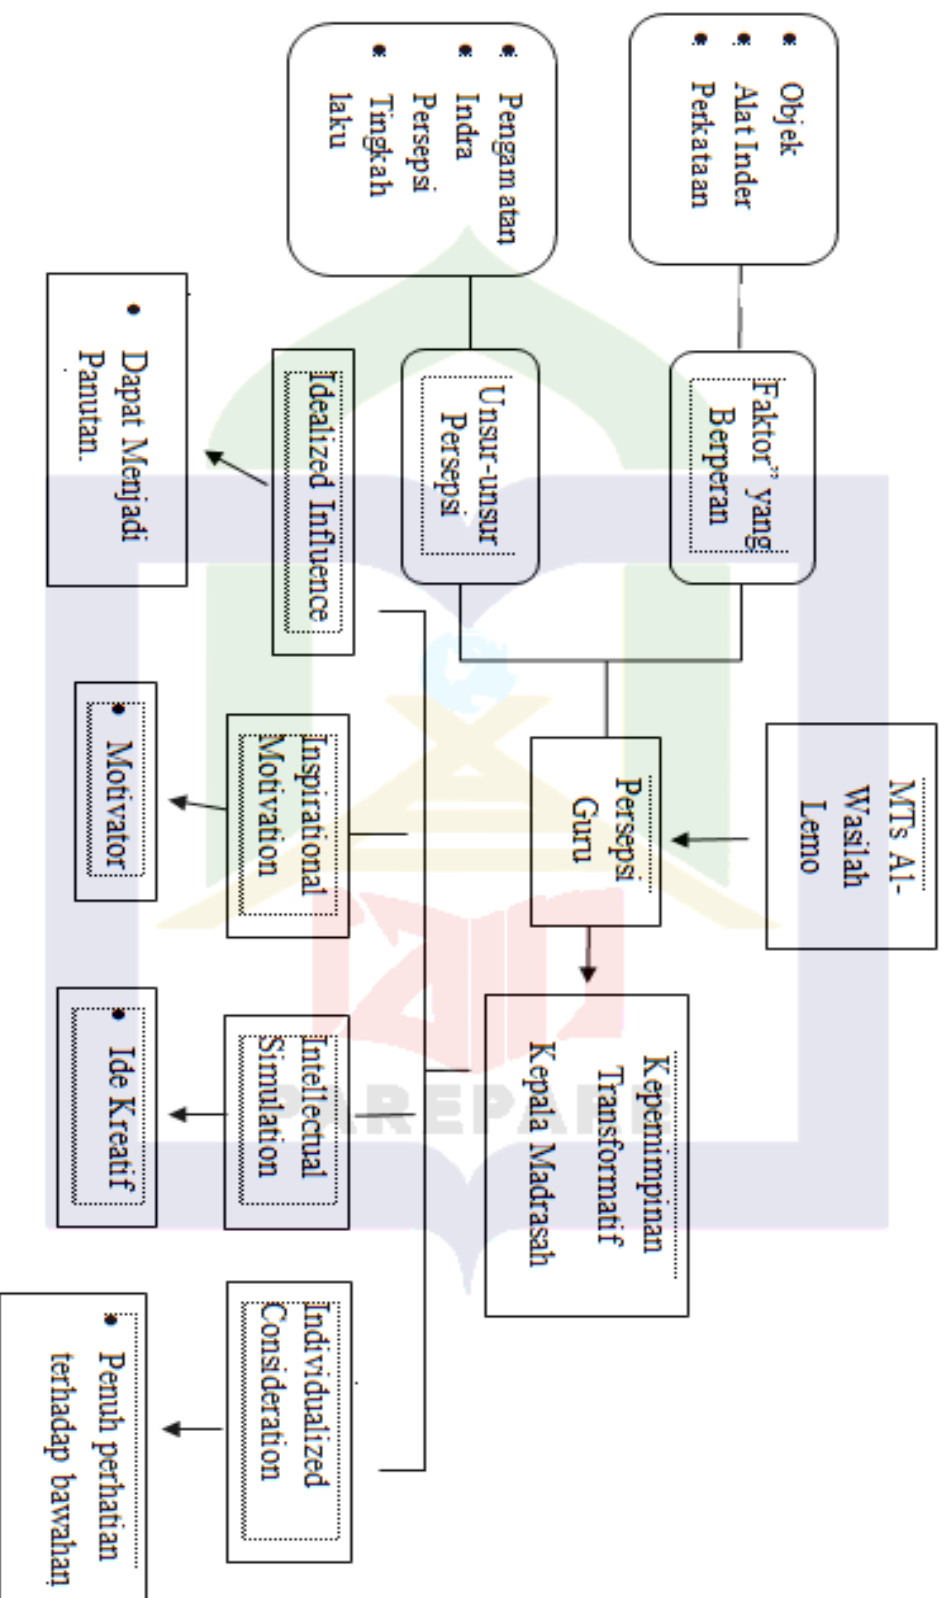 MTs Al-
Wasilah
Lemo
• Objek
• Alat Inder
• Perkataan
Faktor” yang
Berperan
Persepsi
Guru
Kepemimpinan
Transformatif
Kepala Madrasah
• Pengamatan
• Indra
Persepsi
• Tingkah
laku
Unsur-unsur
Persepsi
PAREPARE
Idealized Influence
Inspirational
Motivation
Intellectual
Simulation
Individualized
Consideration
• Dapat Menjadi
Panutan.
• Motivator
• Ide Kreatif
• Penuh perhatian
terhadap bawahan